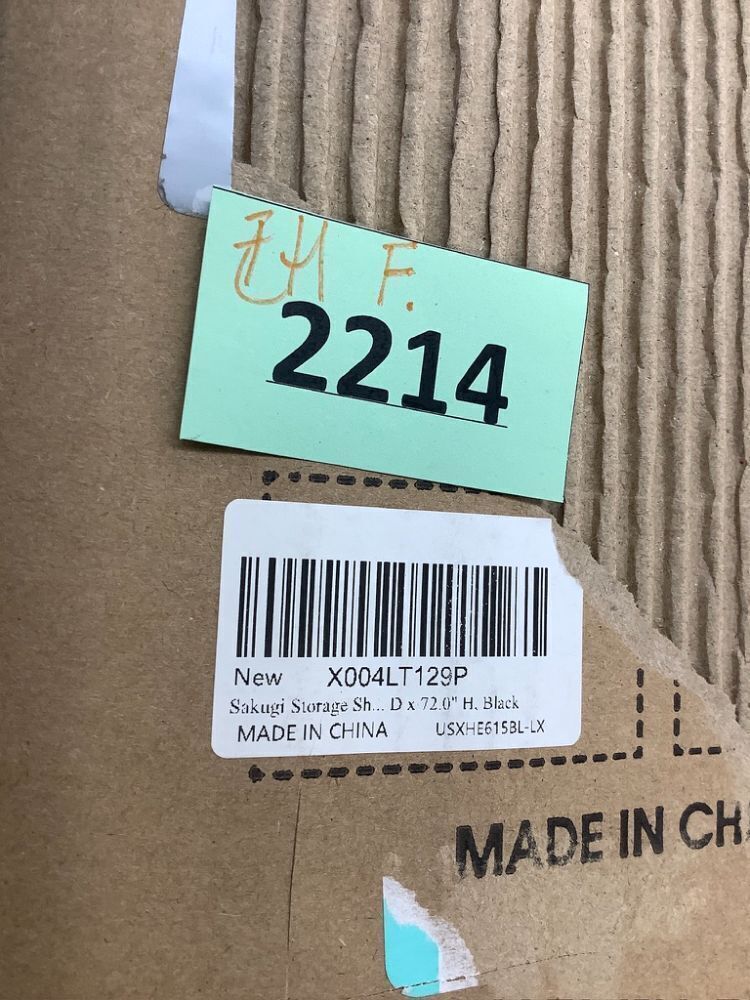 F.
2214
New X004LT129P
Sakugi Storage Sh... D x 72.0" H, Black
MADE IN CHINA USXHE615BL-LX
MADE IN CH